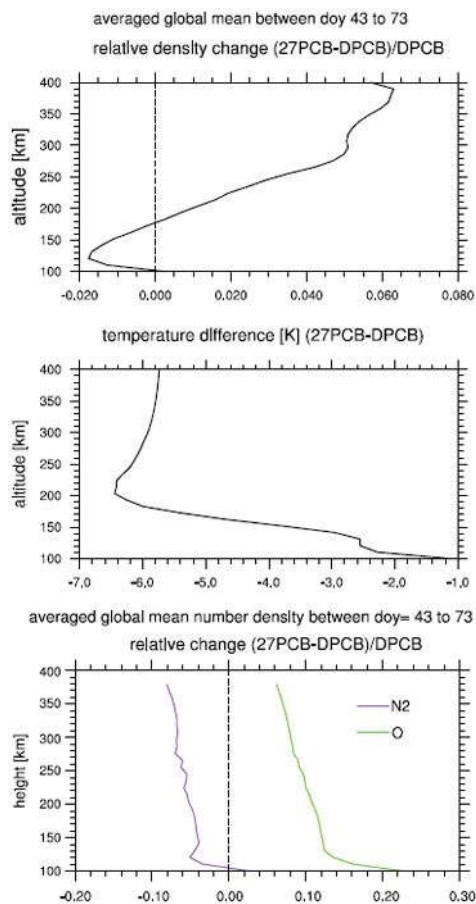 averaged global mean between doy 43 to 73
relative density change (27PCB-DPCB)/DPCB
400
350
300
250
200
150
100
altitude [km]
-0.020 0.000 0.020 0.040 0.060 0.080
temperature difference [K] (27PCB-DPCB)
400
350
300
250
200
150
100
altitude [km]
-7,0 -6,0 -5,0 -4,0 -3,0 -2,0 -1,0
averaged global mean number density between doy= 43 to 73
relative change (27PCB-DPCB)/DPCB
400
350
300
250
200
150
100
height [km]
N2
O
-0.20 -0.10 0.00 0.10 0.20 0.30